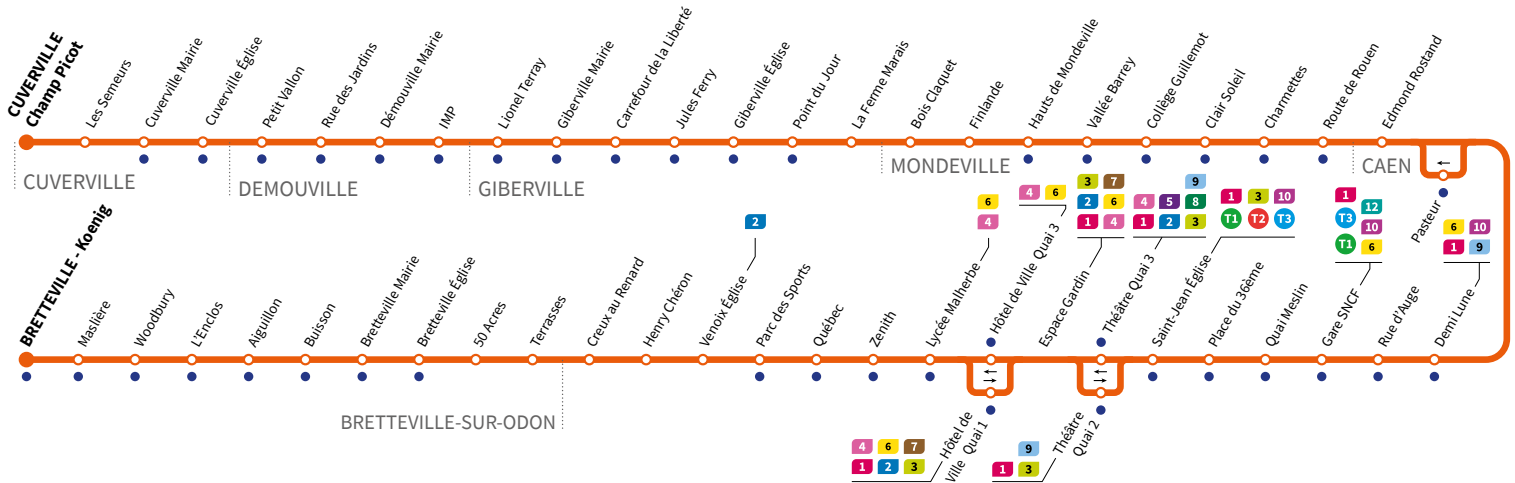 CUVERVILLE
Champ Picot
Les Semeurs
Cuverville Mairie
Cuverville Église
Petit Vallon
Rue des Jardins
Démouville Mairie
IMP
Lionel Terray
Giberville Mairie
Carrefour de la Liberté
Jules Ferry
Giberville Église
Point du Jour
La Ferme Marais
Bois Claquet
Finlande
Hauts de Mondeville
Vallée Barrey
Collège Guillemot
Clair Soleil
Charmettes
Route de Rouen
Edmond Rostand
CUVERVILLE
DEMOUVILLE
GIBERVILLE
MONDEVILLE
CAEN
←
Pasteur
BRETTEVILLE - Koenig
Maslière
Woodbury
L'Enclos
Aiguillon
Buisson
Bretteville Mairie
Bretteville Église
50 Acres
Terrasses
Creux au Renard
Henry Chéron
Venoix Église
2
Parc des Sports
Québec
Zenith
Lycée Malherbe
6
4
Hôtel de Ville Quai 3
4 6
Espace Gardin
3 7
2 6
1 4
Théâtre Quai 3
9
4 5 8
1 2 3
Saint-Jean Église
1 3 10
T1 T2 T3
Place du 36ème
Quai Meslin
Gare SNCF
1
T3 12
10
T1 6
Rue d'Auge
Demi Lune
6 10
1 9
←
→
←
→
BRETTEVILLE-SUR-ODON
4 6 7
1 2 3
Hôtel de
Ville Quai 1
9
1 3
Théâtre
Quai 2